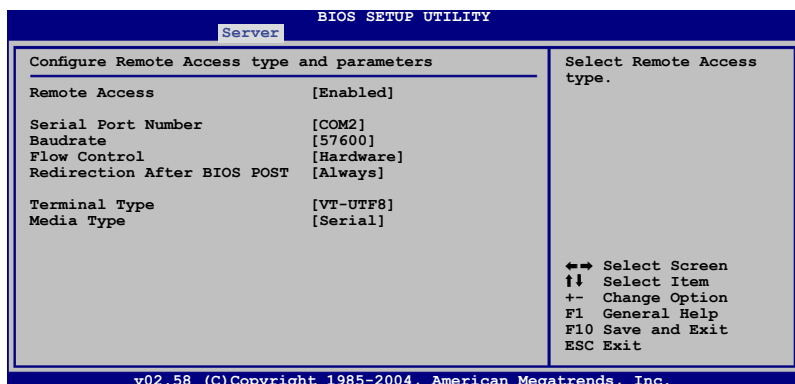 BIOS SETUP UTILITY
Server
Configure Remote Access type and parameters
Remote Access [Enabled]
Serial Port Number [COM2]
Baudrate [57600]
Flow Control [Hardware]
Redirection After BIOS POST [Always]
Terminal Type [VT-UTF8]
Media Type [Serial]
Select Remote Access
type.
←→ Select Screen
↑↓ Select Item
+- Change Option
F1 General Help
F10 Save and Exit
ESC Exit
v02.58 (C)Copyright 1985-2004, American Megatrends, Inc.